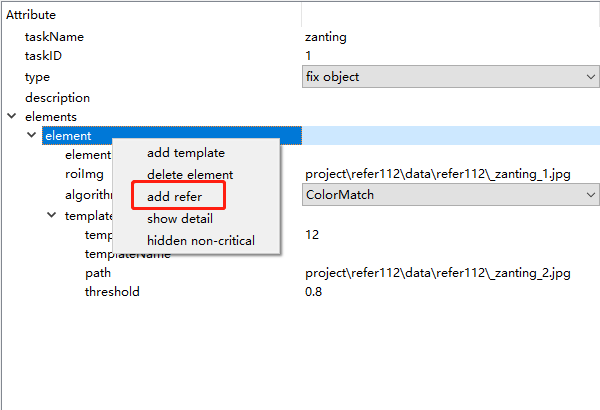 Attribute
taskName zanting
taskID 1
type fix object
description
elements
element
element
add template
delete element
roiImg project\refer112\data\refer112\_zanting_1.jpg
add refer
algorithm ColorMatch
show detail
template
hidden non-critical
temp 12
templateName
path project\refer112\data\refer112\_zanting_2.jpg
threshold 0.8